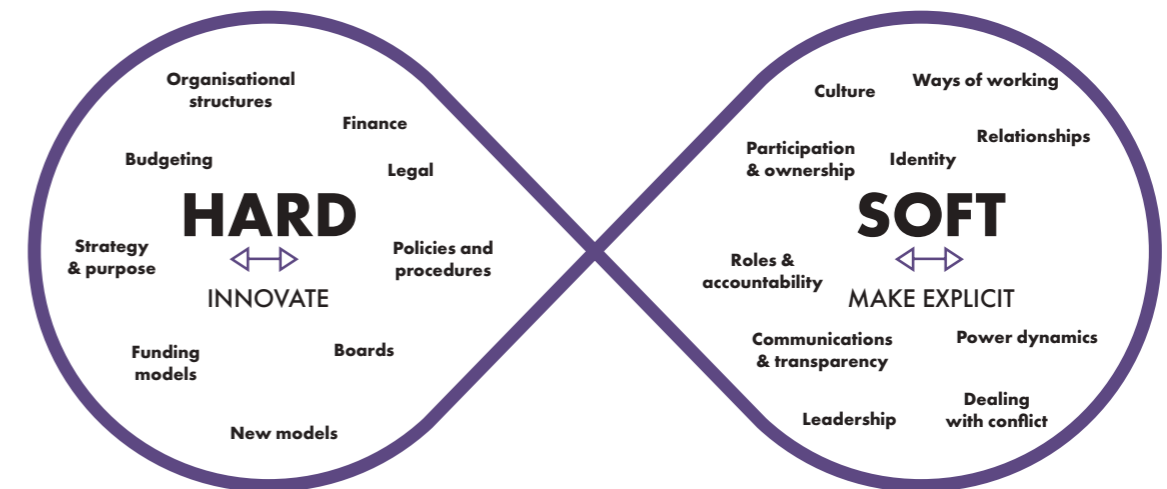 Organisational
structures
Finance
Budgeting
Legal
HARD
Strategy
& purpose
Policies and
procedures
INNOVATE
Funding
models
Boards
New models
Culture
Ways of working
Relationships
Participation
& ownership
Identity
SOFT
Roles &
accountability
MAKE EXPLICIT
Communications
& transparency
Power dynamics
Leadership
Dealing
with conflict